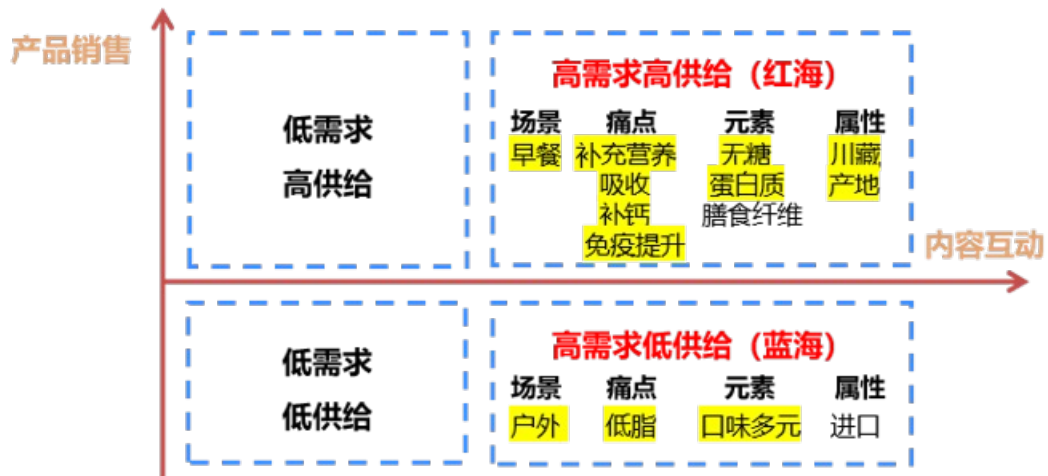 产品销售
低需求
高供给
高需求高供给（红海）
场景 痛点 元素 属性
早餐 补充营养 无糖 川藏,
吸收 蛋白质 产地
补钙 膳食纤维
免疫提升
内容互动
低需求
低供给
高需求低供给（蓝海）
场景 痛点 元素 属性
户外 低脂 口味多元 进口